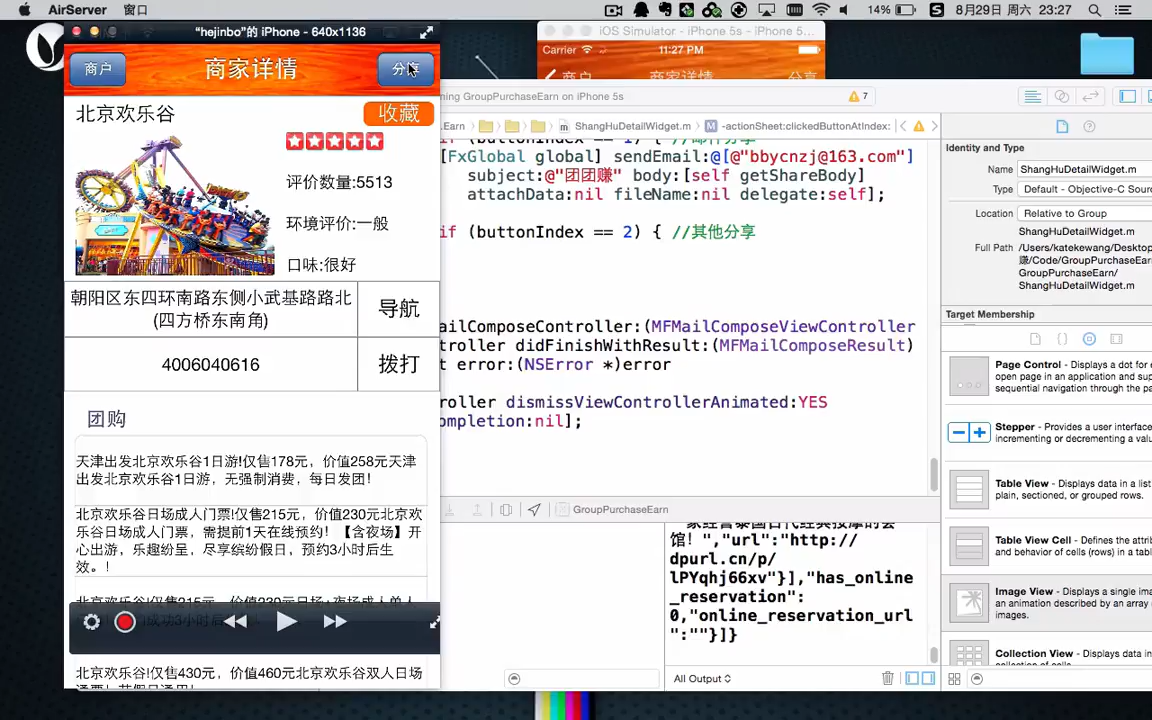 AirServer 窗口
14% 8月29日 周六 23:27
“hejinbo”的 iPhone - 640x1136
商户 商家详情
北京欢乐谷 收藏
评价数量:5513
环境评价:一般
口味:很好
朝阳区东四环南路东侧小武基路路北
(四方桥东南角)
导航
4006040616 拨打
团购
天津出发北京欢乐谷1日游!仅售178元，价值258元天津
出发北京欢乐谷1日游，无强制消费，每日发团！
北京欢乐谷日场成人门票!仅售215元，价值230元北京欢
乐谷日场成人门票，需提前1天在线预约！【含夜场】开
心出游，乐趣纷呈，尽享缤纷假日，预约3小时后生
效。！
北京欢乐谷!仅售430元，价值460元北京欢乐谷双人日场
iOS Simulator - iPhone 5s - iPhone 5...
Carrier 11:27 PM
ing GroupPurchaseEarn on iPhone 5s 7
.Earn ShangHuDetailWidget.m -actionSheet:clickedButtonAtIndex:
[FxGlobal global] sendEmail:@[@"bbycnzj@163.com"]
subject:@"团团赚" body:[self getShareBody]
attachData:nil fileName:nil delegate:self];
if (buttonIndex == 2) { //其他分享
ailComposeController:(MFMailComposeViewController
troller didFinishWithResult:(MFMailComposeResult)
t error:(NSError *)error
roller dismissViewControllerAnimated:YES
ompletion:nil];
GroupPurchaseEarn
馆！","url":"http://
dpurl.cn/p/
lPYqhj66xv"}],"has_online
_reservation":
0,"online_reservation_url
":""}]}
All Output
Identity and Type
Name ShangHuDetailWidget.m
Type Default - Objective-C Sour
Location Relative to Group
ShangHuDetailWidget.m
Full Path /Users/katekewang/Desktop
赚/Code/GroupPurchaseEarn
GroupPurchaseEarn/
ShangHuDetailWidget.m
Target Membership
Page Control - Displays a dot for e
open page in an application and sup
sequential navigation through the pa
Stepper - Provides a user interface
incrementing or decrementing a valu
Table View - Displays data in a list
plain, sectioned, or grouped rows.
Table View Cell - Defines the attrib
and behavior of cells (rows) in a tabl
Image View - Displays a single ima
an animation described by an array
images.
Collection View - Displays data in